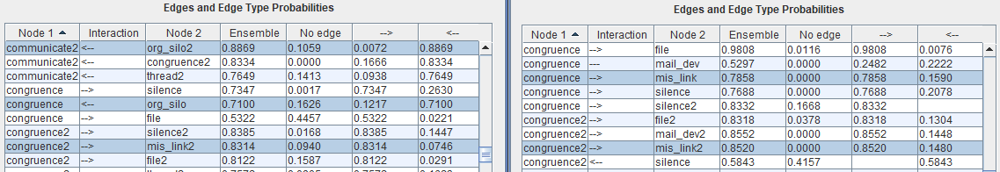 Edges and Edge Type Probabilities
Node 1 Interaction Node 2 Ensemble No edge --> <--
communicate2 <-- org_silo2 0.8869 0.1059 0.0072 0.8869
communicate2 <-- congruence2 0.8334 0.0000 0.1666 0.8334
communicate2 <-- thread2 0.7649 0.1413 0.0938 0.7649
congruence --> silence 0.7347 0.0017 0.7347 0.2630
congruence <-- org_silo 0.7100 0.1626 0.1217 0.7100
congruence --> file 0.5322 0.4457 0.5322 0.0221
congruence2 --> silence2 0.8385 0.0168 0.8385 0.1447
congruence2 --> mis_link2 0.8314 0.0940 0.8314 0.0746
congruence2 --> file2 0.8122 0.1587 0.8122 0.0291
Edges and Edge Type Probabilities
Node 1 Interaction Node 2 Ensemble No edge --> <--
congruence --> file 0.9808 0.0116 0.9808 0.0076
congruence --- mail_dev 0.5297 0.0000 0.2482 0.2222
congruence --> mis_link 0.7858 0.0000 0.7858 0.1590
congruence --> silence 0.7688 0.0000 0.7688 0.2078
congruence --> silence2 0.8332 0.1668 0.8332
congruence2 --> file2 0.8318 0.0378 0.8318 0.1304
congruence2 --> mail_dev2 0.8552 0.0000 0.8552 0.1448
congruence2 --> mis_link2 0.8520 0.0000 0.8520 0.1480
congruence2 <-- silence 0.5843 0.4157 0.5843